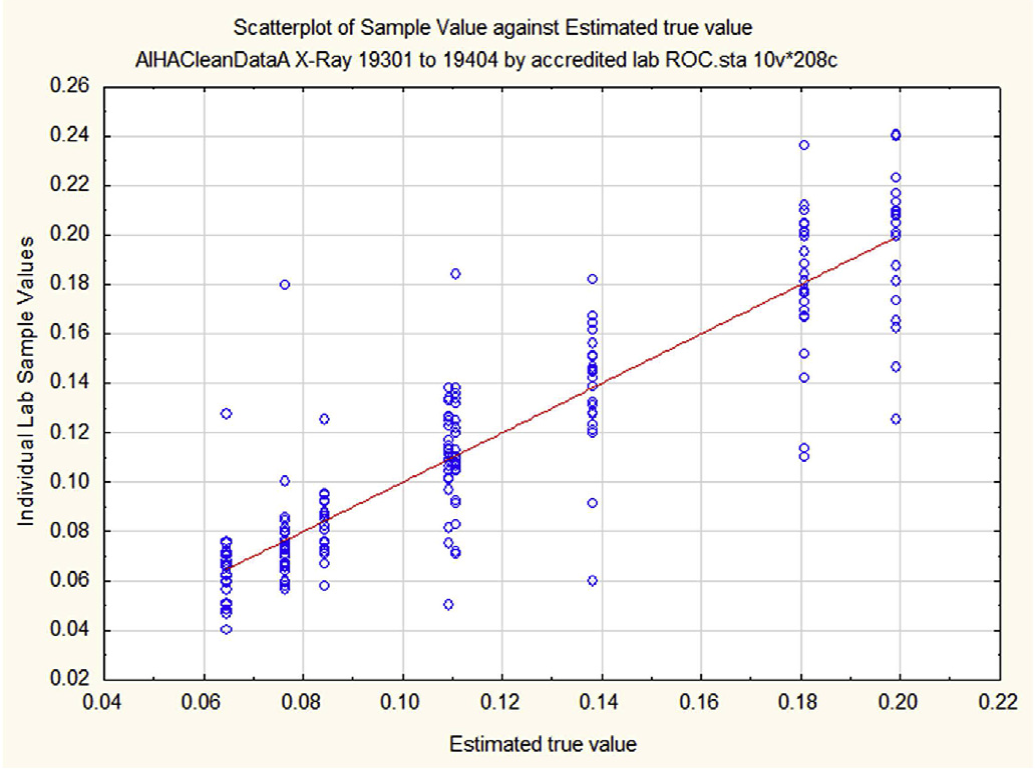 Scatterplot of Sample Value against Estimated true value
AIHACleanDataA X-Ray 19301 to 19404 by accredited lab ROC.sta 10v*208c
0.26
0.24
0.22
0.20
0.18
0.16
0.14
0.12
0.10
0.08
0.06
0.04
0.02
Individual Lab Sample Values
0.04 0.06 0.08 0.10 0.12 0.14 0.16 0.18 0.20 0.22
Estimated true value